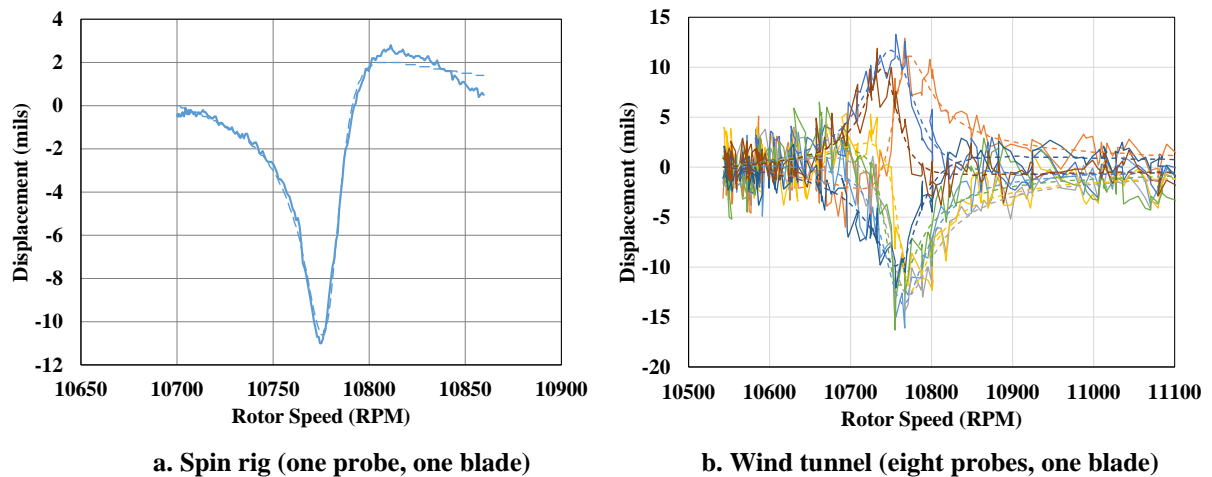 4
2
0
-2
-4
-6
-8
-10
-12
Displacement (mils)
10650 10700 10750 10800 10850 10900
Rotor Speed (RPM)
a. Spin rig (one probe, one blade)
15
10
5
0
-5
-10
-15
-20
Displacement (mils)
10500 10600 10700 10800 10900 11000 11100
Rotor Speed (RPM)
b. Wind tunnel (eight probes, one blade)